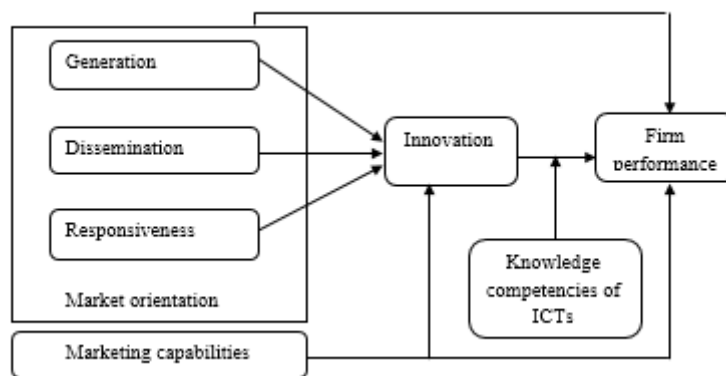 Generation
Dissemination
Responsiveness
Market orientation
Marketing capabilities
Innovation
Firm
performance
Knowledge
competencies of
ICTs